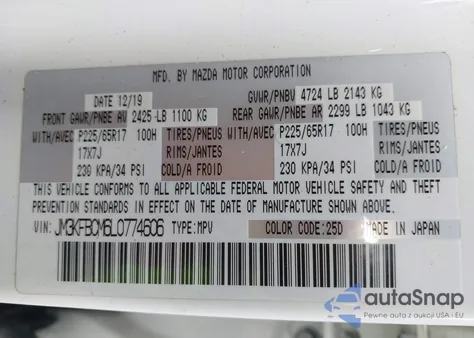 MFD. BY MAZDA MOTOR CORPORATION
DATE 12/19 GVWR/PNBV 4724 LB 2143 KG
FRONT GAWR/PNBE AV 2425 LB 1100 KG REAR GAWR/PNBE AR 2299 LB 1043 KG
WITH/AVEC P225/65R17 100H TIRES/PNEUS WITH/AVEC P225/65R17 100H TIRES/PNEUS
17X7J RIMS/JANTES 17X7J RIMS/JANTES
230 KPA/34 PSI COLD/A FROID 230 KPA/34 PSI COLD/A FROID
THIS VEHICLE CONFORMS TO ALL APPLICABLE FEDERAL MOTOR VEHICLE SAFETY AND THEFT
PREVENTION STANDARDS IN EFFECT ON THE DATE OF MANUFACTURE SHOWN ABOVE.
VIN: JM3KFBCM6L0774606 TYPE:MPV COLOR CODE:25D MADE IN JAPAN
autoSnap
Pewne auta z aukcji USA i EU